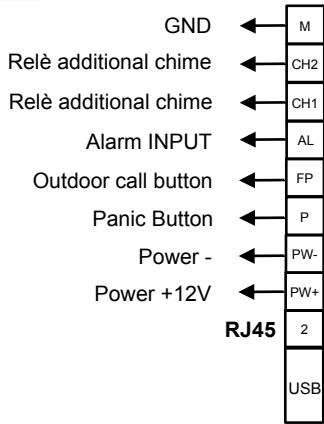 GND M
Relè additional chime CH2
Relè additional chime CH1
Alarm INPUT AL
Outdoor call button FP
Panic Button P
Power - PW-
Power +12V PW+
RJ45 2
USB